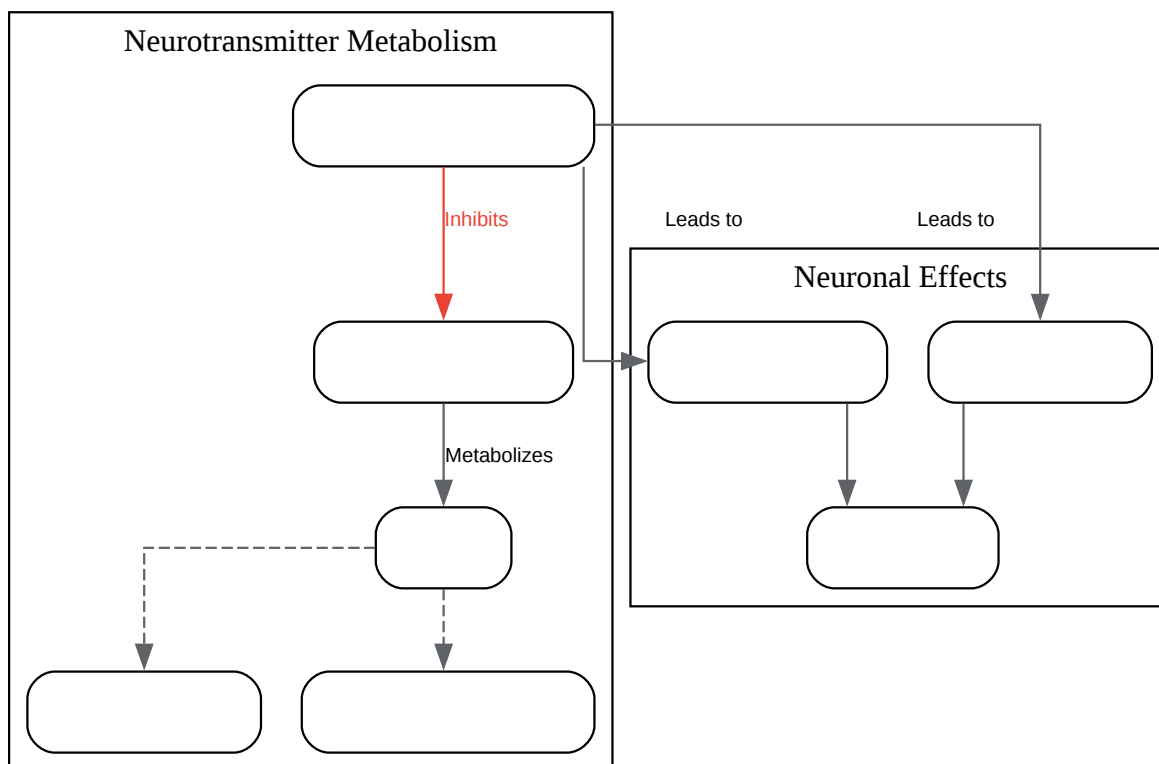 Neurotransmitter Metabolism
Inhibits
Leads to
Leads to
Neuronal Effects
Metabolizes